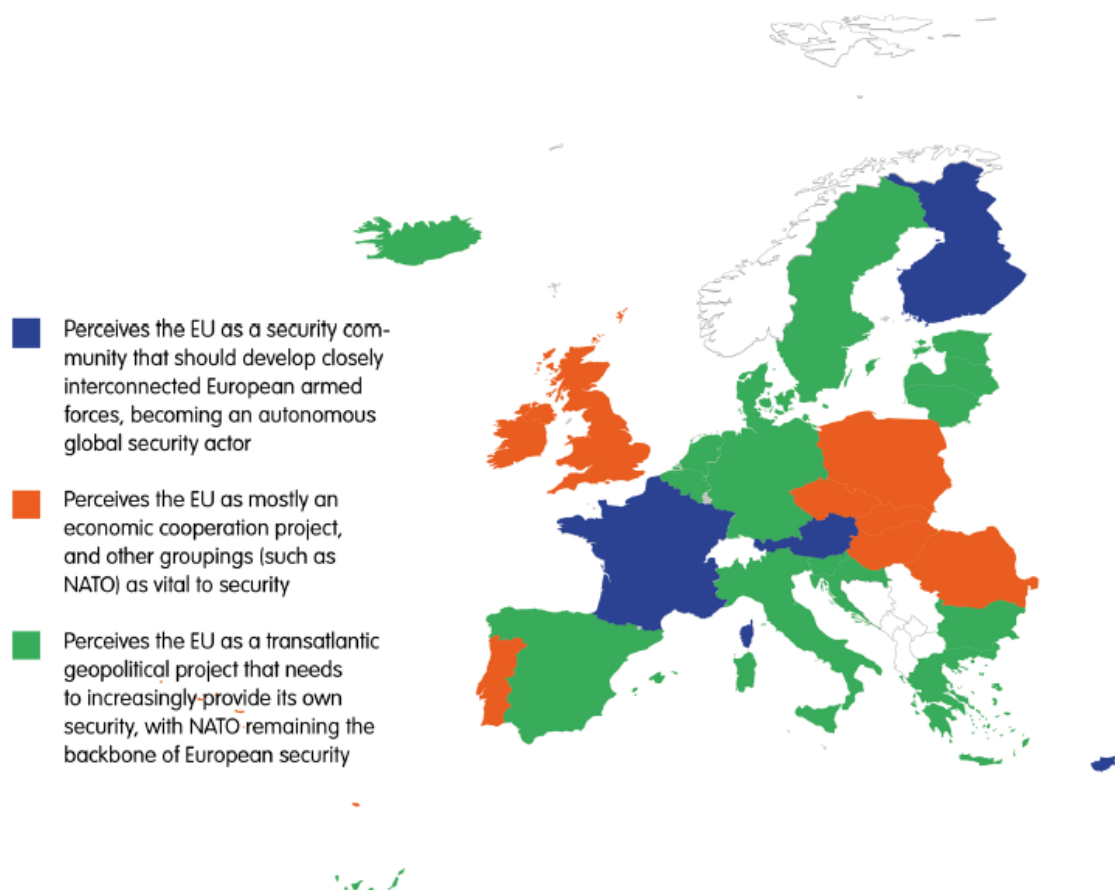 Perceives the EU as a security com-
munity that should develop closely
interconnected European armed
forces, becoming an autonomous
global security actor
Perceives the EU as mostly an
economic cooperation project,
and other groupings (such as
NATO) as vital to security
Perceives the EU as a transatlantic
geopolitical project that needs
to increasingly provide its own
security, with NATO remaining the
backbone of European security